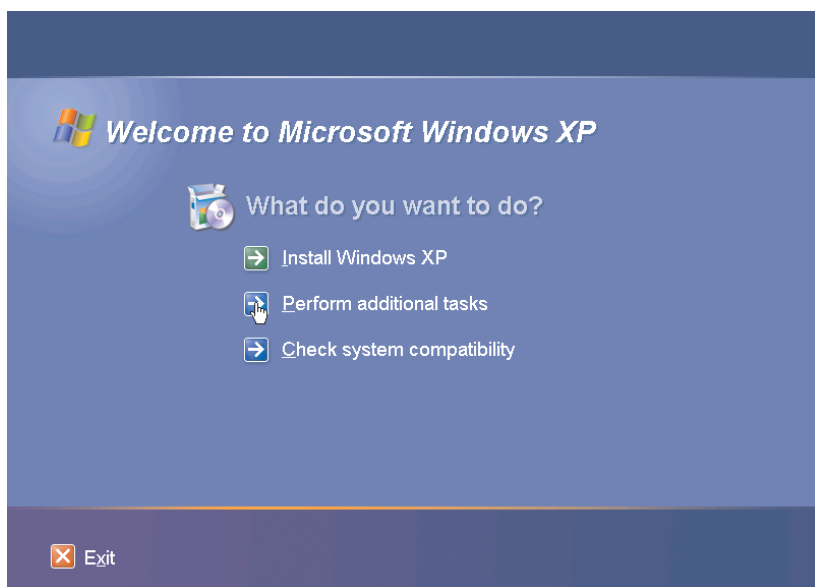 Welcome to Microsoft Windows XP
What do you want to do?
Install Windows XP
Perform additional tasks
Check system compatibility
Exit